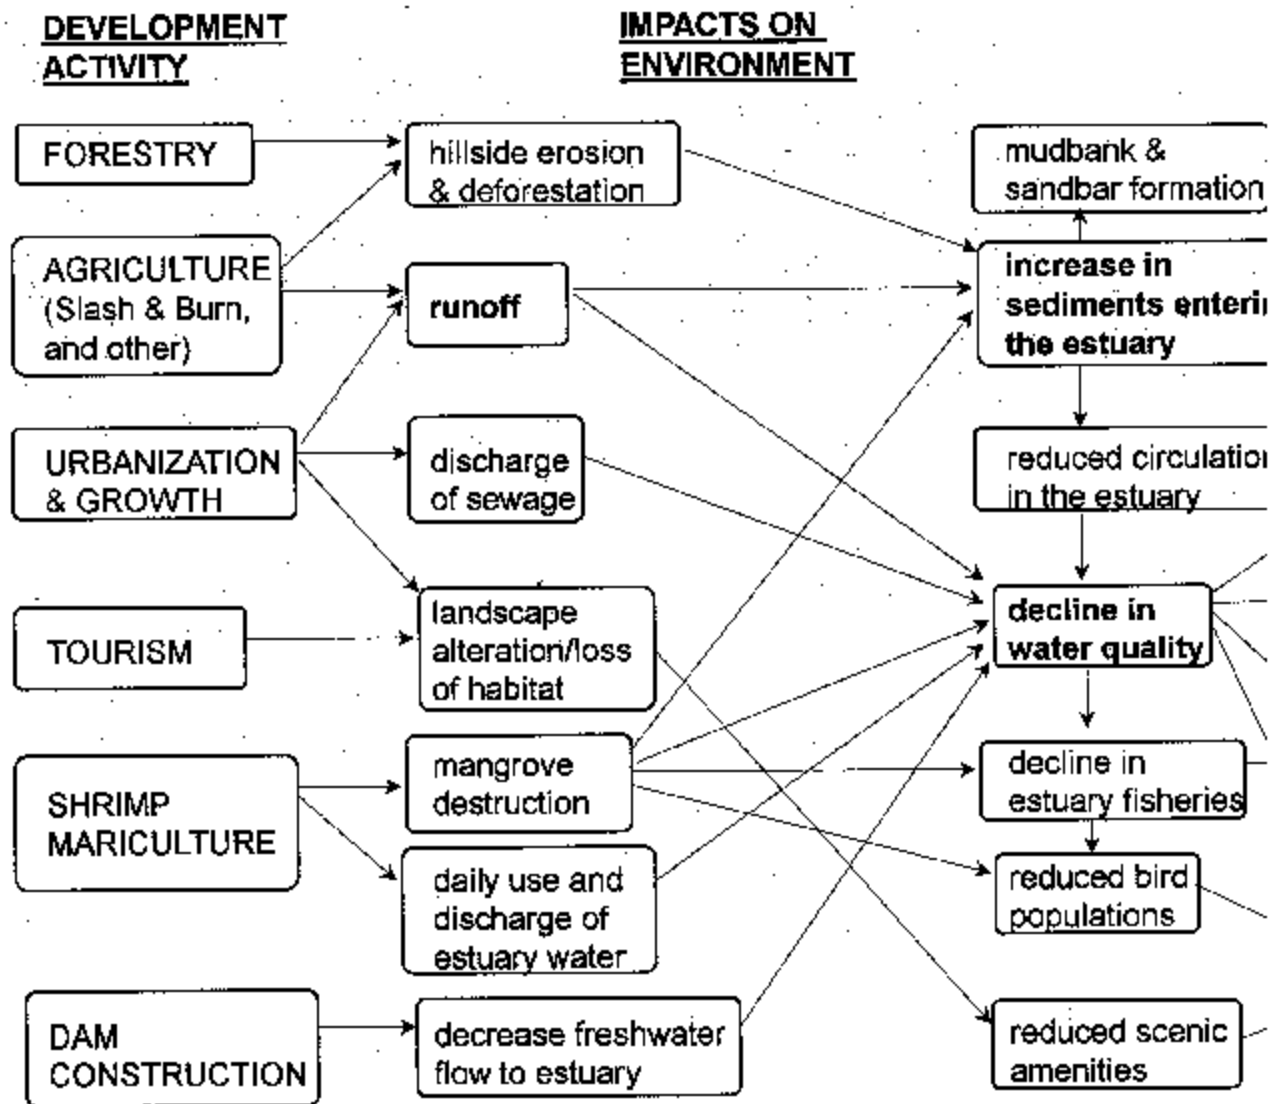 DEVELOPMENT
ACTIVITY
IMPACTS ON
ENVIRONMENT
FORESTRY
AGRICULTURE
(Slash & Burn,
and other)
URBANIZATION
& GROWTH
TOURISM
SHRIMP
MARICULTURE
DAM
CONSTRUCTION
hillside erosion
& deforestation
runoff
discharge
of sewage
landscape
alteration/loss
of habitat
mangrove
destruction
daily use and
discharge of
estuary water
decrease freshwater
flow to estuary
mudbank &
sandbar formation
increase in
sediments enteri
the estuary
reduced circulation
in the estuary
decline in
water quality
decline in
estuary fisheries
reduced bird
populations
reduced scenic
amenities